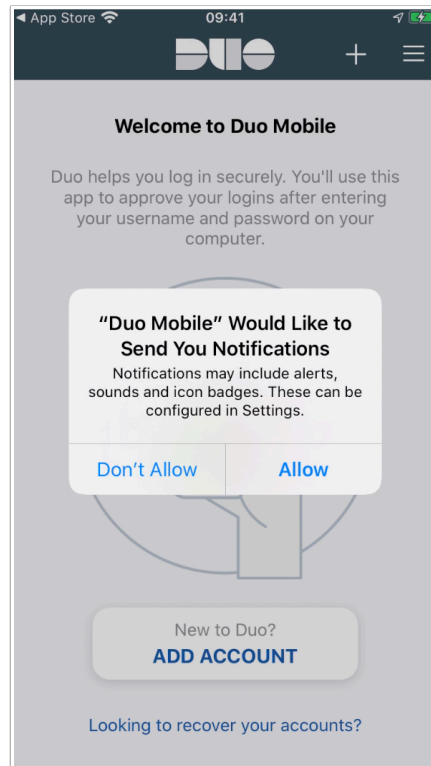 App Store
09:41
DUO
Welcome to Duo Mobile
Duo helps you log in securely. You'll use this
app to approve your logins after entering
your username and password on your
computer.
“Duo Mobile” Would Like to
Send You Notifications
Notifications may include alerts,
sounds and icon badges. These can be
configured in Settings.
Don’t Allow
Allow
New to Duo?
ADD ACCOUNT
Looking to recover your accounts?